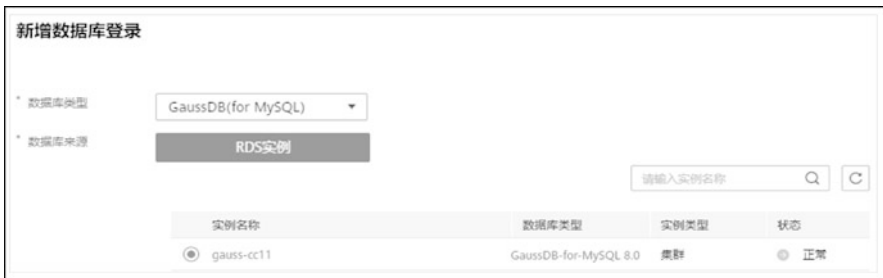 新增数据库登录
* 数据库类型 GaussDB(for MySQL)
* 数据库来源 RDS实例
请输入实例名称
实例名称 数据库类型 实例类型 状态
gauss-cc11 GaussDB-for-MySQL 8.0 集群 正常